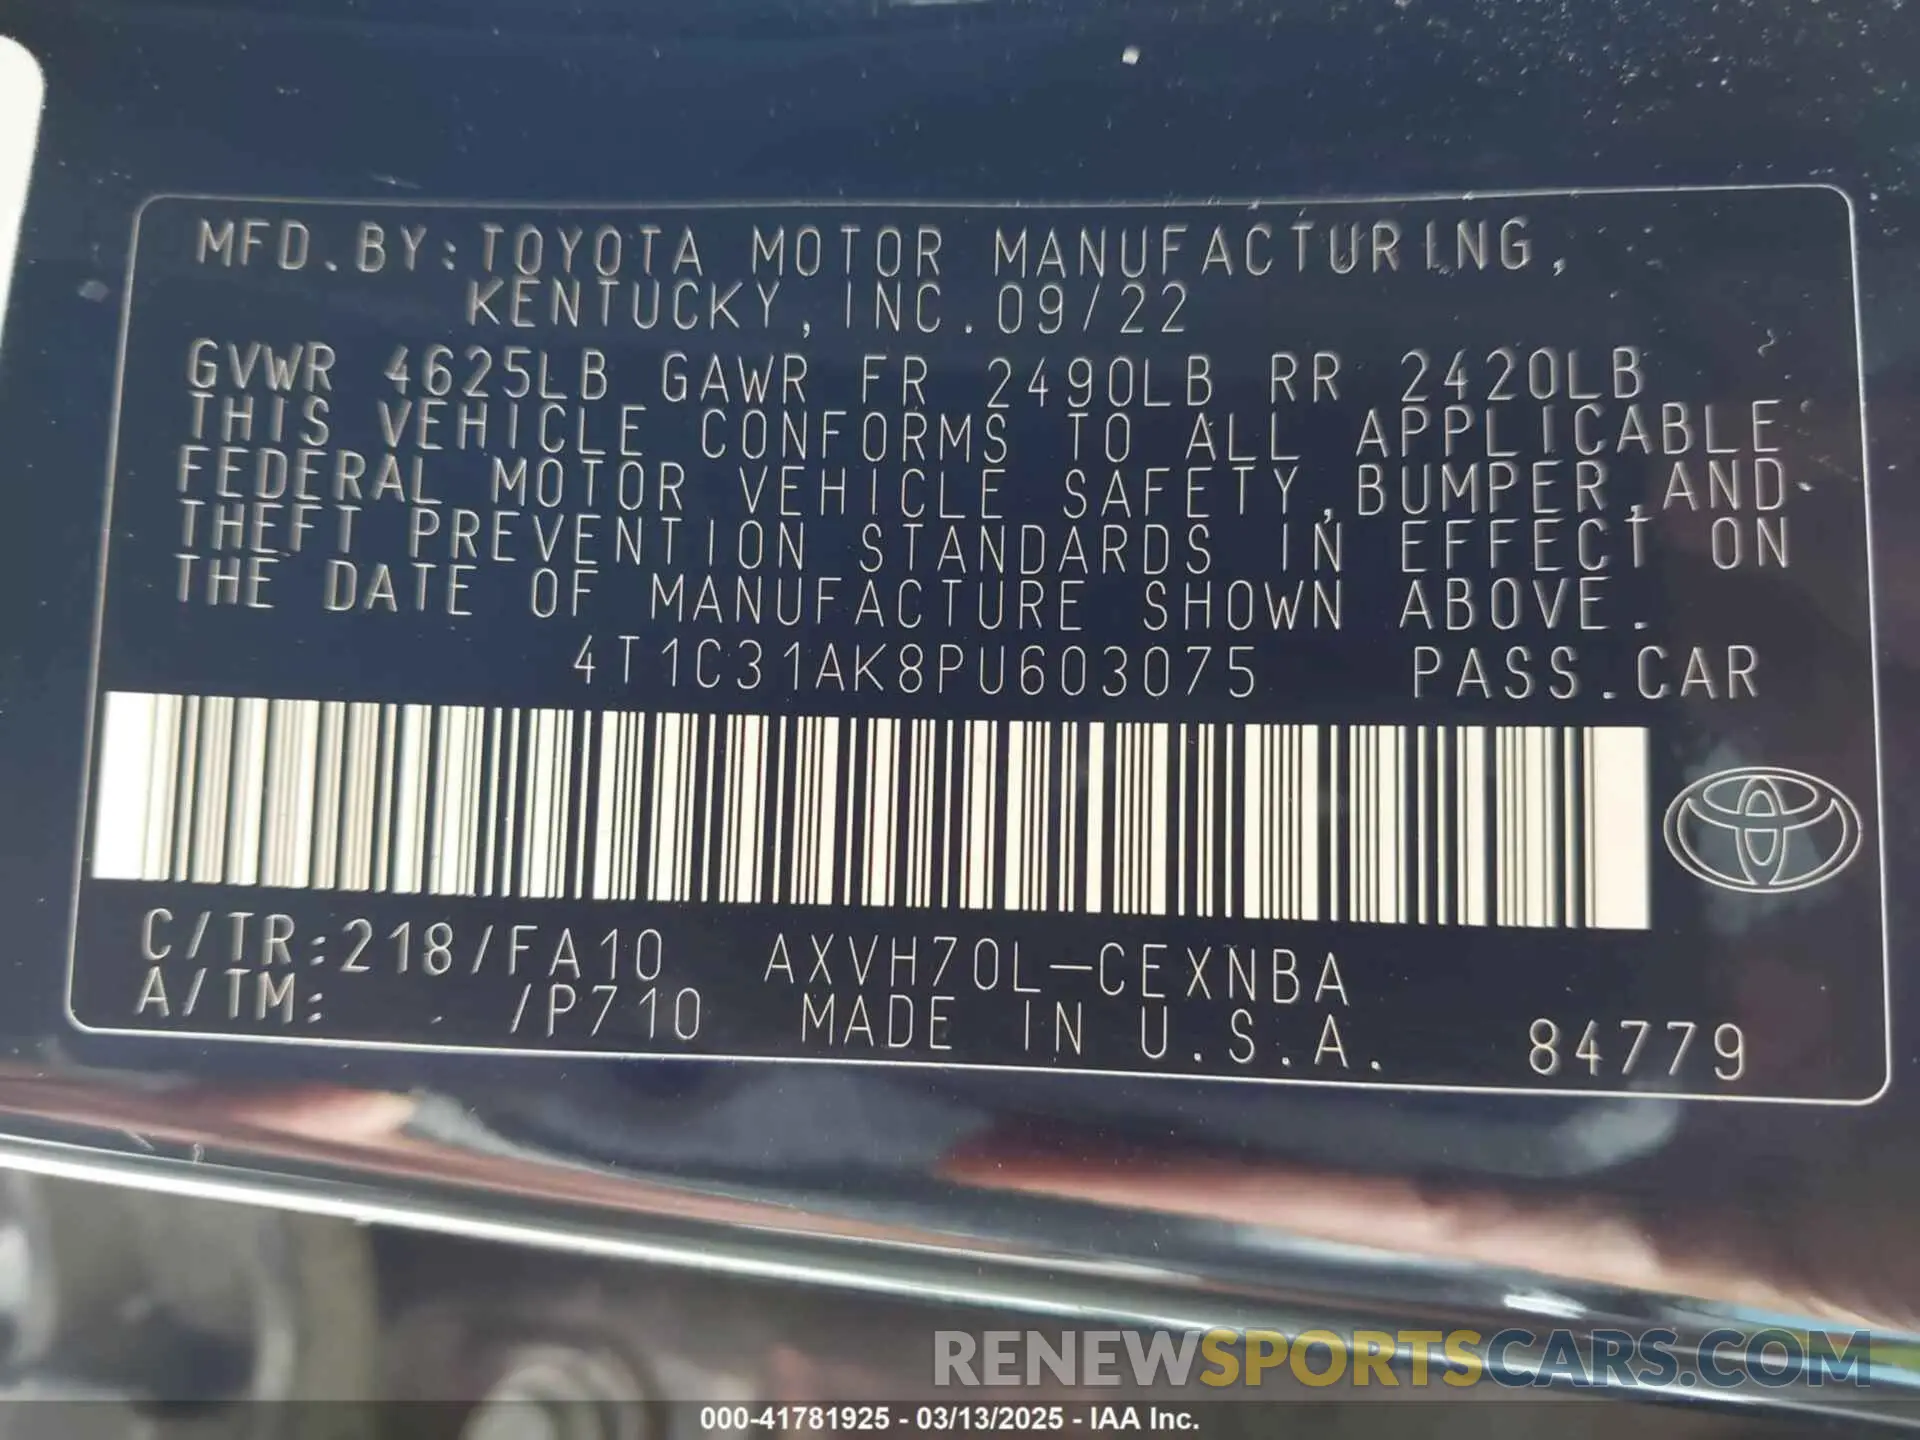 MFD.BY:TOYOTA MOTOR MANUFACTURING,
KENTUCKY, INC. 09/22
GVWR 4625LB GAWR FR 2490LB RR 2420LB
THIS VEHICLE CONFORMS TO ALL APPLICABLE
FEDERAL MOTOR VEHICLE SAFETY,BUMPER,AND
THEFT PREVENTION STANDARDS IN EFFECT ON
THE DATE OF MANUFACTURE SHOWN ABOVE.
4T1C31AK8PU603075 PASS.CAR
C/TR:218/FA10 AXVH70L-CEXNBA
A/TM: /P710 MADE IN U.S.A. 84779
RENEWSPORTSCARS.COM
000-41781925 - 03/13/2025 - IAA Inc.